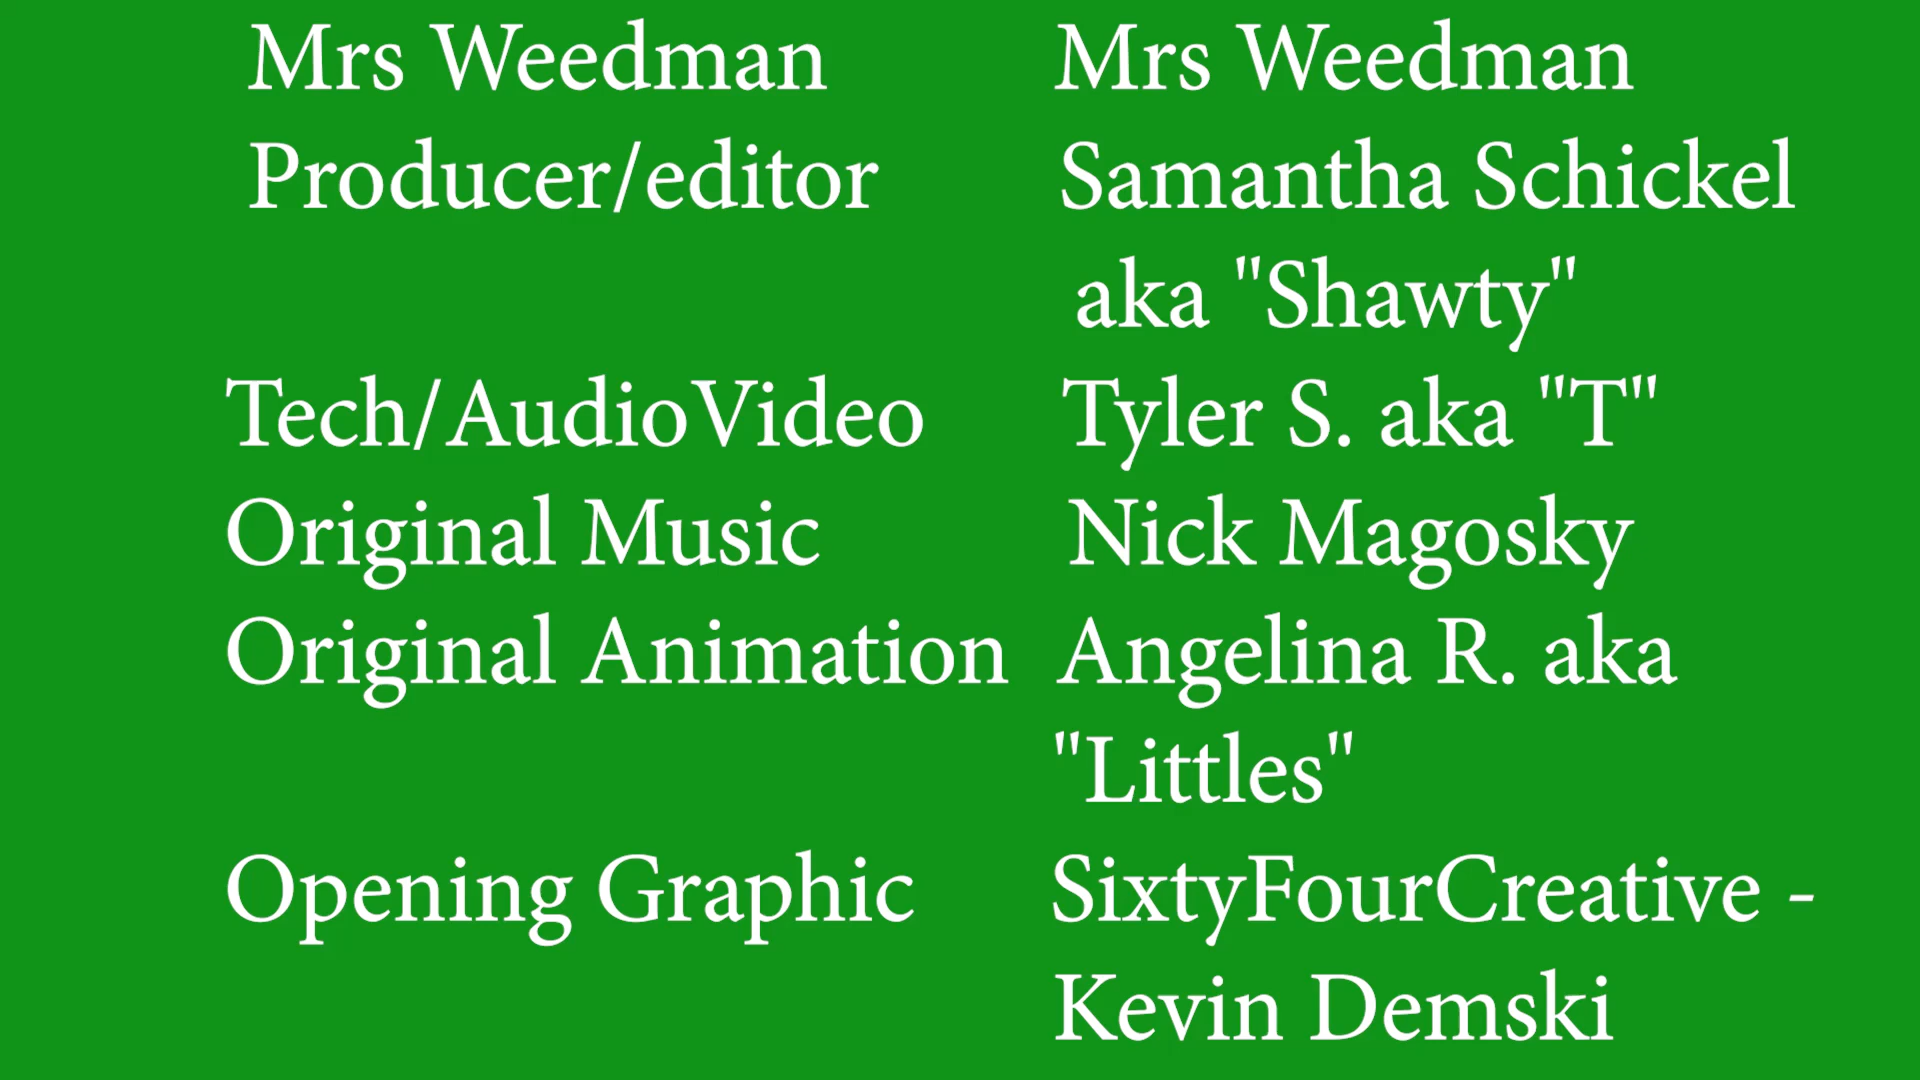 Mrs Weedman Mrs Weedman
Producer/editor Samantha Schickel
aka "Shawty"
Tech/AudioVideo Tyler S. aka "T"
Original Music Nick Magosky
Original Animation Angelina R. aka
"Littles"
Opening Graphic SixtyFourCreative -
Kevin Demski